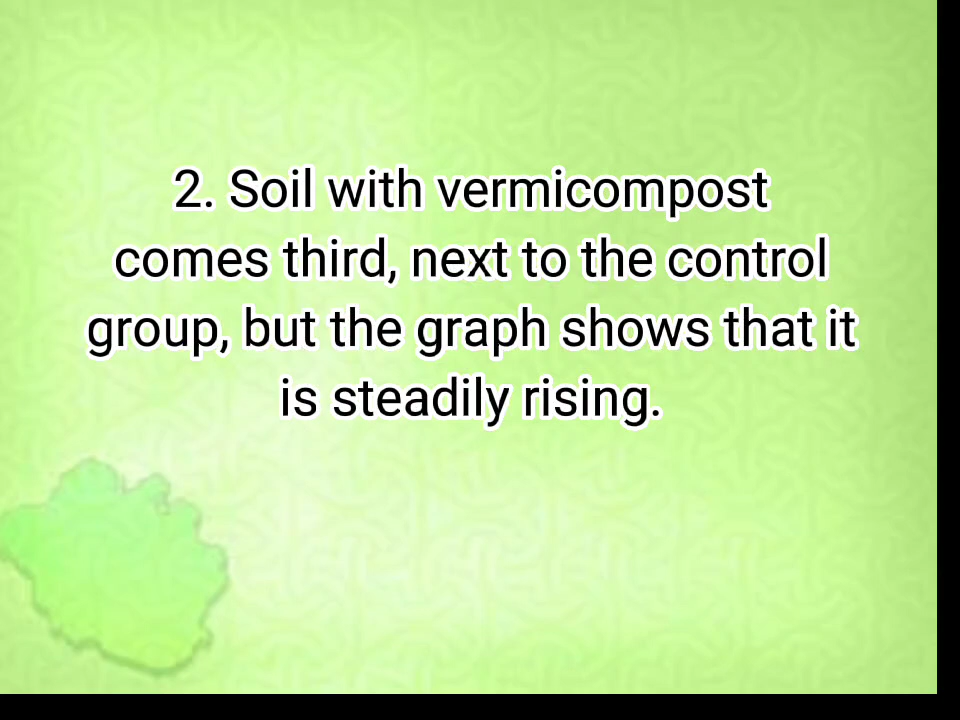 2. Soil with vermicompost
comes third, next to the control
group, but the graph shows that it
is steadily rising.